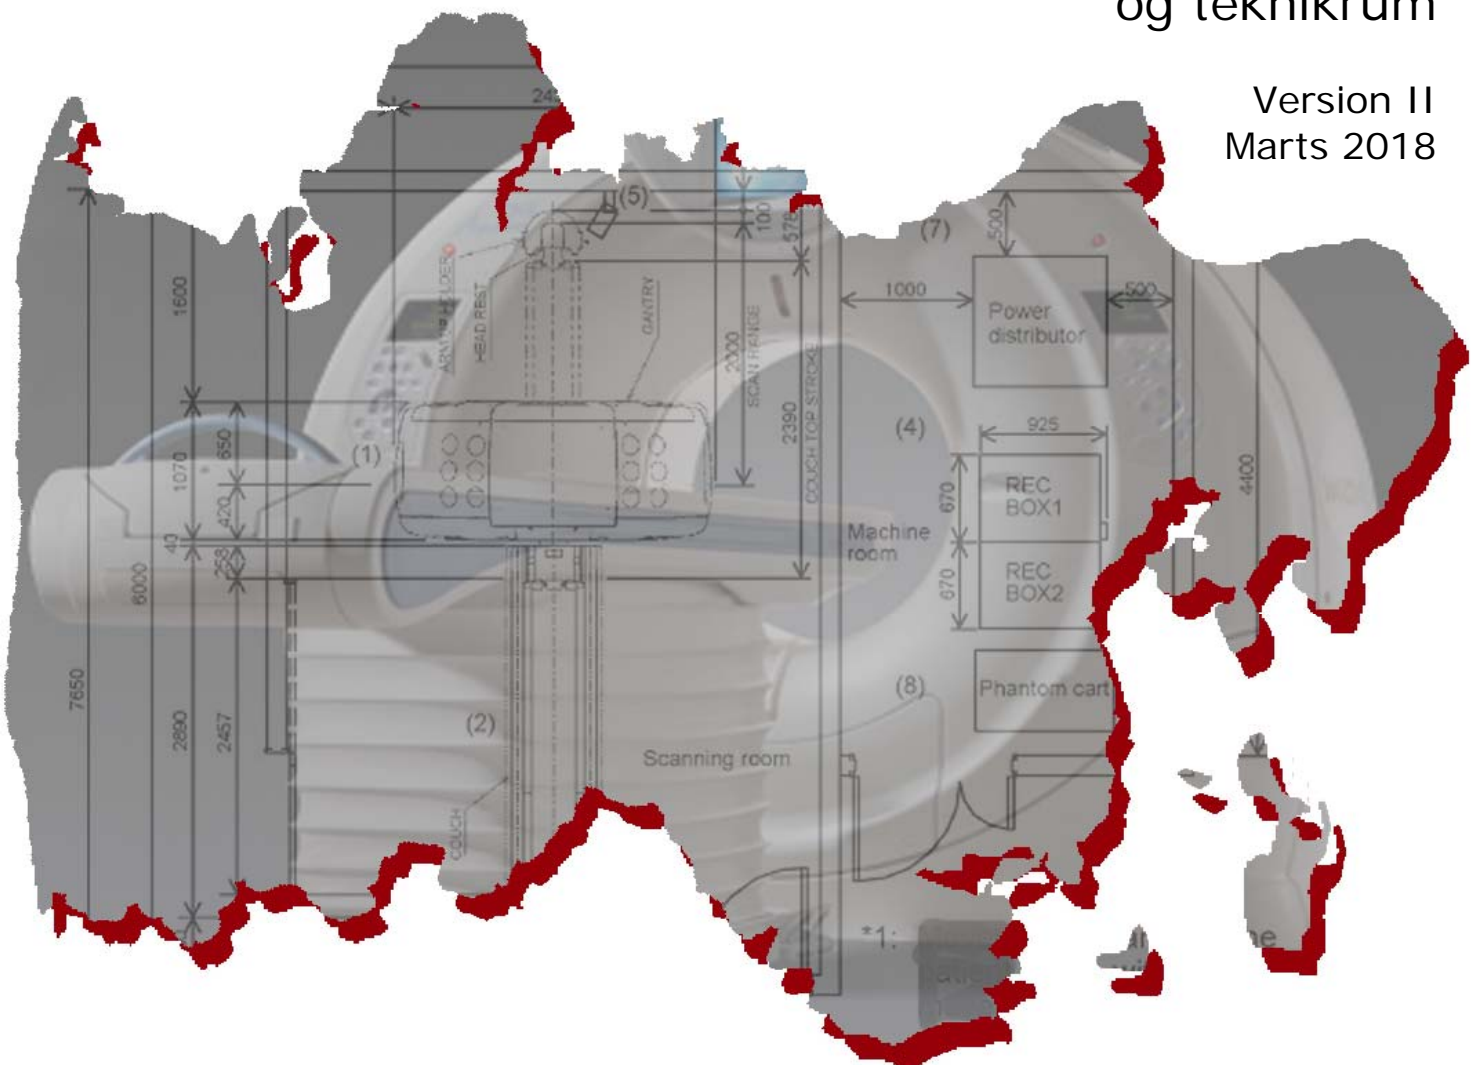 og teknikrum
Version II
Marts 2018
(5)
100
578
(7)
500
ARM REST HOLDER
HEAD REST
GANTRY
1600
1000
500
Power
distributor
2000
SCAN RANGE
2390
COUCH TOP STROKE
(4)
925
(1)
650
1070
420
670
REC
BOX1
4400
Machine
room
40
258
6000
670
REC
BOX2
7650
2890
2457
(2)
(8)
Phantom cart
Scanning room
COUCH
*1: